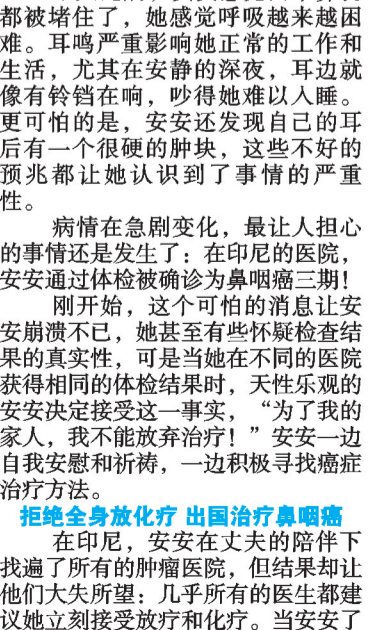 都被堵住了，她感觉呼吸越来越困
难。耳鸣严重影响她正常的工作和
生活，尤其在安静的深夜，耳边就
像有铃铛在响，吵得她难以入睡。
更可怕的是，安安还发现自己的耳
后有一个很硬的肿块，这些不好的
预兆都让她认识到了事情的严重
性。
病情在急剧变化，最让人担心
的事情还是发生了：在印尼的医院，
安安通过体检被确诊为鼻咽癌三期！
刚开始，这个可怕的消息让安
安崩溃不已，她甚至有些怀疑检查结
果的真实性，可是当她在不同的医院
获得相同的体检结果时，天性乐观的
安安决定接受这一事实，“为了我的
家人，我不能放弃治疗！”安安一边
自我安慰和祈祷，一边积极寻找癌症
治疗方法。
拒绝全身放化疗 出国治疗鼻咽癌
在印尼，安安在丈夫的陪伴下
找遍了所有的肿瘤医院，但结果却让
他们大失所望：几乎所有的医生都建
议她立刻接受放疗和化疗。当安安了